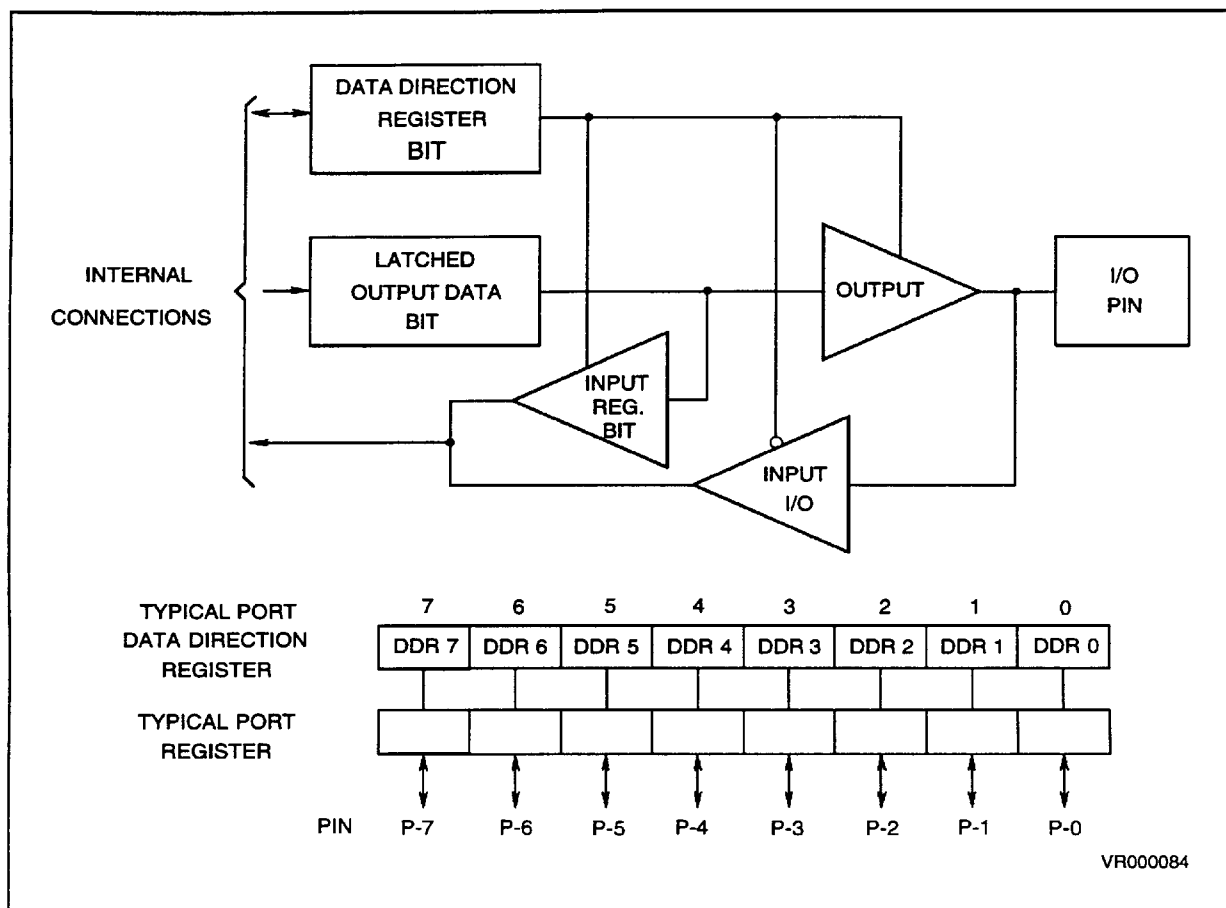 DATA DIRECTION
REGISTER
BIT
INTERNAL
CONNECTIONS
LATCHED
OUTPUT DATA
BIT
OUTPUT
I/O
PIN
INPUT
REG.
BIT
INPUT
I/O
TYPICAL PORT
DATA DIRECTION
REGISTER
7 6 5 4 3 2 1 0
DDR 7 DDR 6 DDR 5 DDR 4 DDR 3 DDR 2 DDR 1 DDR 0
TYPICAL PORT
REGISTER
PIN P-7 P-6 P-5 P-4 P-3 P-2 P-1 P-0
VR000084